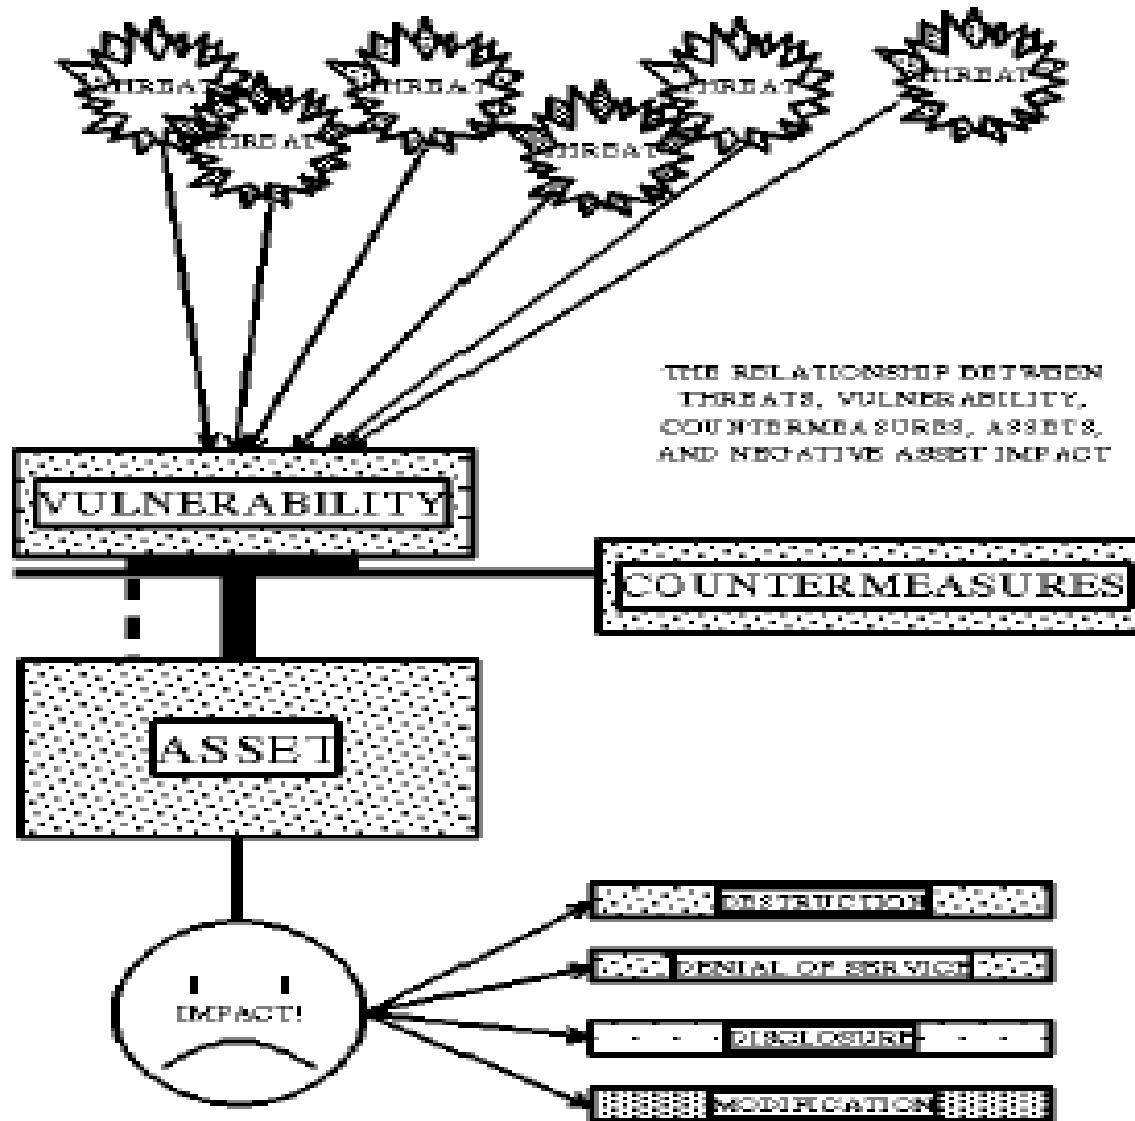 THREAT
THREAT
THREAT
THREAT
THREAT
THREAT
THE RELATIONSHIP BETWEEN
THREATS, VULNERABILITY,
COUNTERMEASURES, ASSETS,
AND NEGATIVE ASSET IMPACT
VULNERABILITY
COUNTERMEASURES
ASSET
IMPACT!
DESTRUCTION
DENIAL OF SERVICE
DISCLOSURE
MODIFICATION